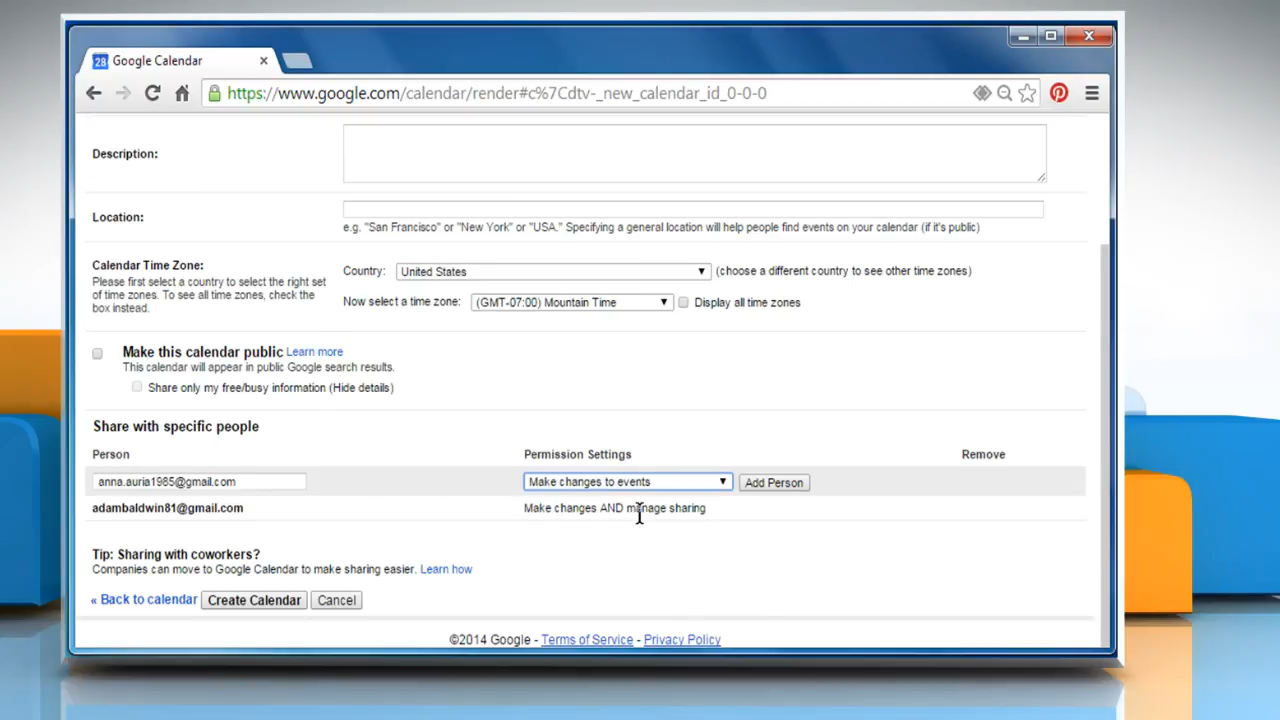 28 Google Calendar
https://www.google.com/calendar/render#c%7Cdtv-_new_calendar_id_0-0-0
Description:
Location:
e.g. "San Francisco" or "New York" or "USA." Specifying a general location will help people find events on your calendar (if it's public)
Calendar Time Zone:
Please first select a country to select the right set
of time zones. To see all time zones, check the
box instead.
Country: United States (choose a different country to see other time zones)
Now select a time zone: (GMT-07:00) Mountain Time Display all time zones
Make this calendar public Learn more
This calendar will appear in public Google search results.
Share only my free/busy information (Hide details)
Share with specific people
Person Permission Settings Remove
anna.auria1985@gmail.com Make changes to events Add Person
adambaldwin81@gmail.com Make changes AND manage sharing
Tip: Sharing with coworkers?
Companies can move to Google Calendar to make sharing easier. Learn how
« Back to calendar Create Calendar Cancel
©2014 Google - Terms of Service - Privacy Policy